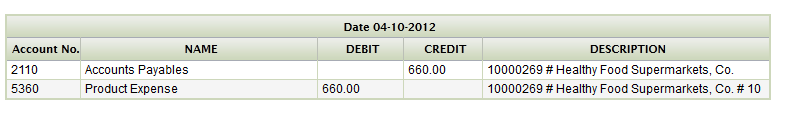 Date 04-10-2012
Account No. NAME DEBIT CREDIT DESCRIPTION
2110 Accounts Payables 660.00 10000269 # Healthy Food Supermarkets, Co.
5360 Product Expense 660.00 10000269 # Healthy Food Supermarkets, Co. # 10